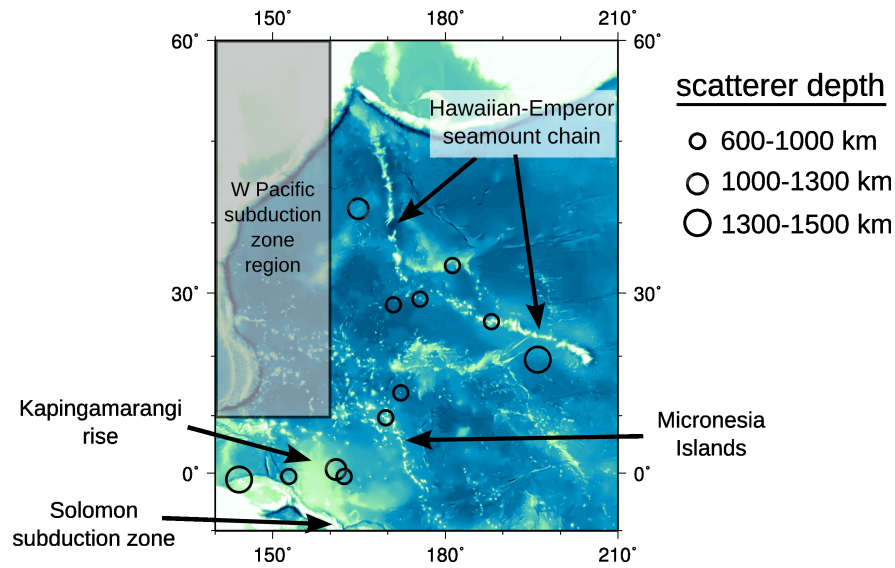 150˚ 180˚ 210˚
60˚ 60˚
scatterer depth
Hawaiian-Emperor
seamount chain
600-1000 km
1000-1300 km
1300-1500 km
W Pacific
subduction
zone
region
30˚ 30˚
Kapingamarangi
rise
Micronesia
Islands
0˚ 0˚
Solomon
subduction zone
150˚ 180˚ 210˚